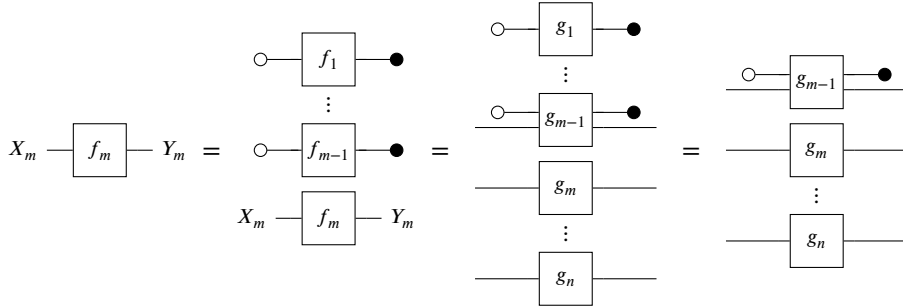 X_m f_m Y_m
=
f_1
⋮
f_{m−1}
X_m f_m Y_m
=
g_1
⋮
g_{m−1}
g_m
⋮
g_n
=
g_{m−1}
g_m
⋮
g_n